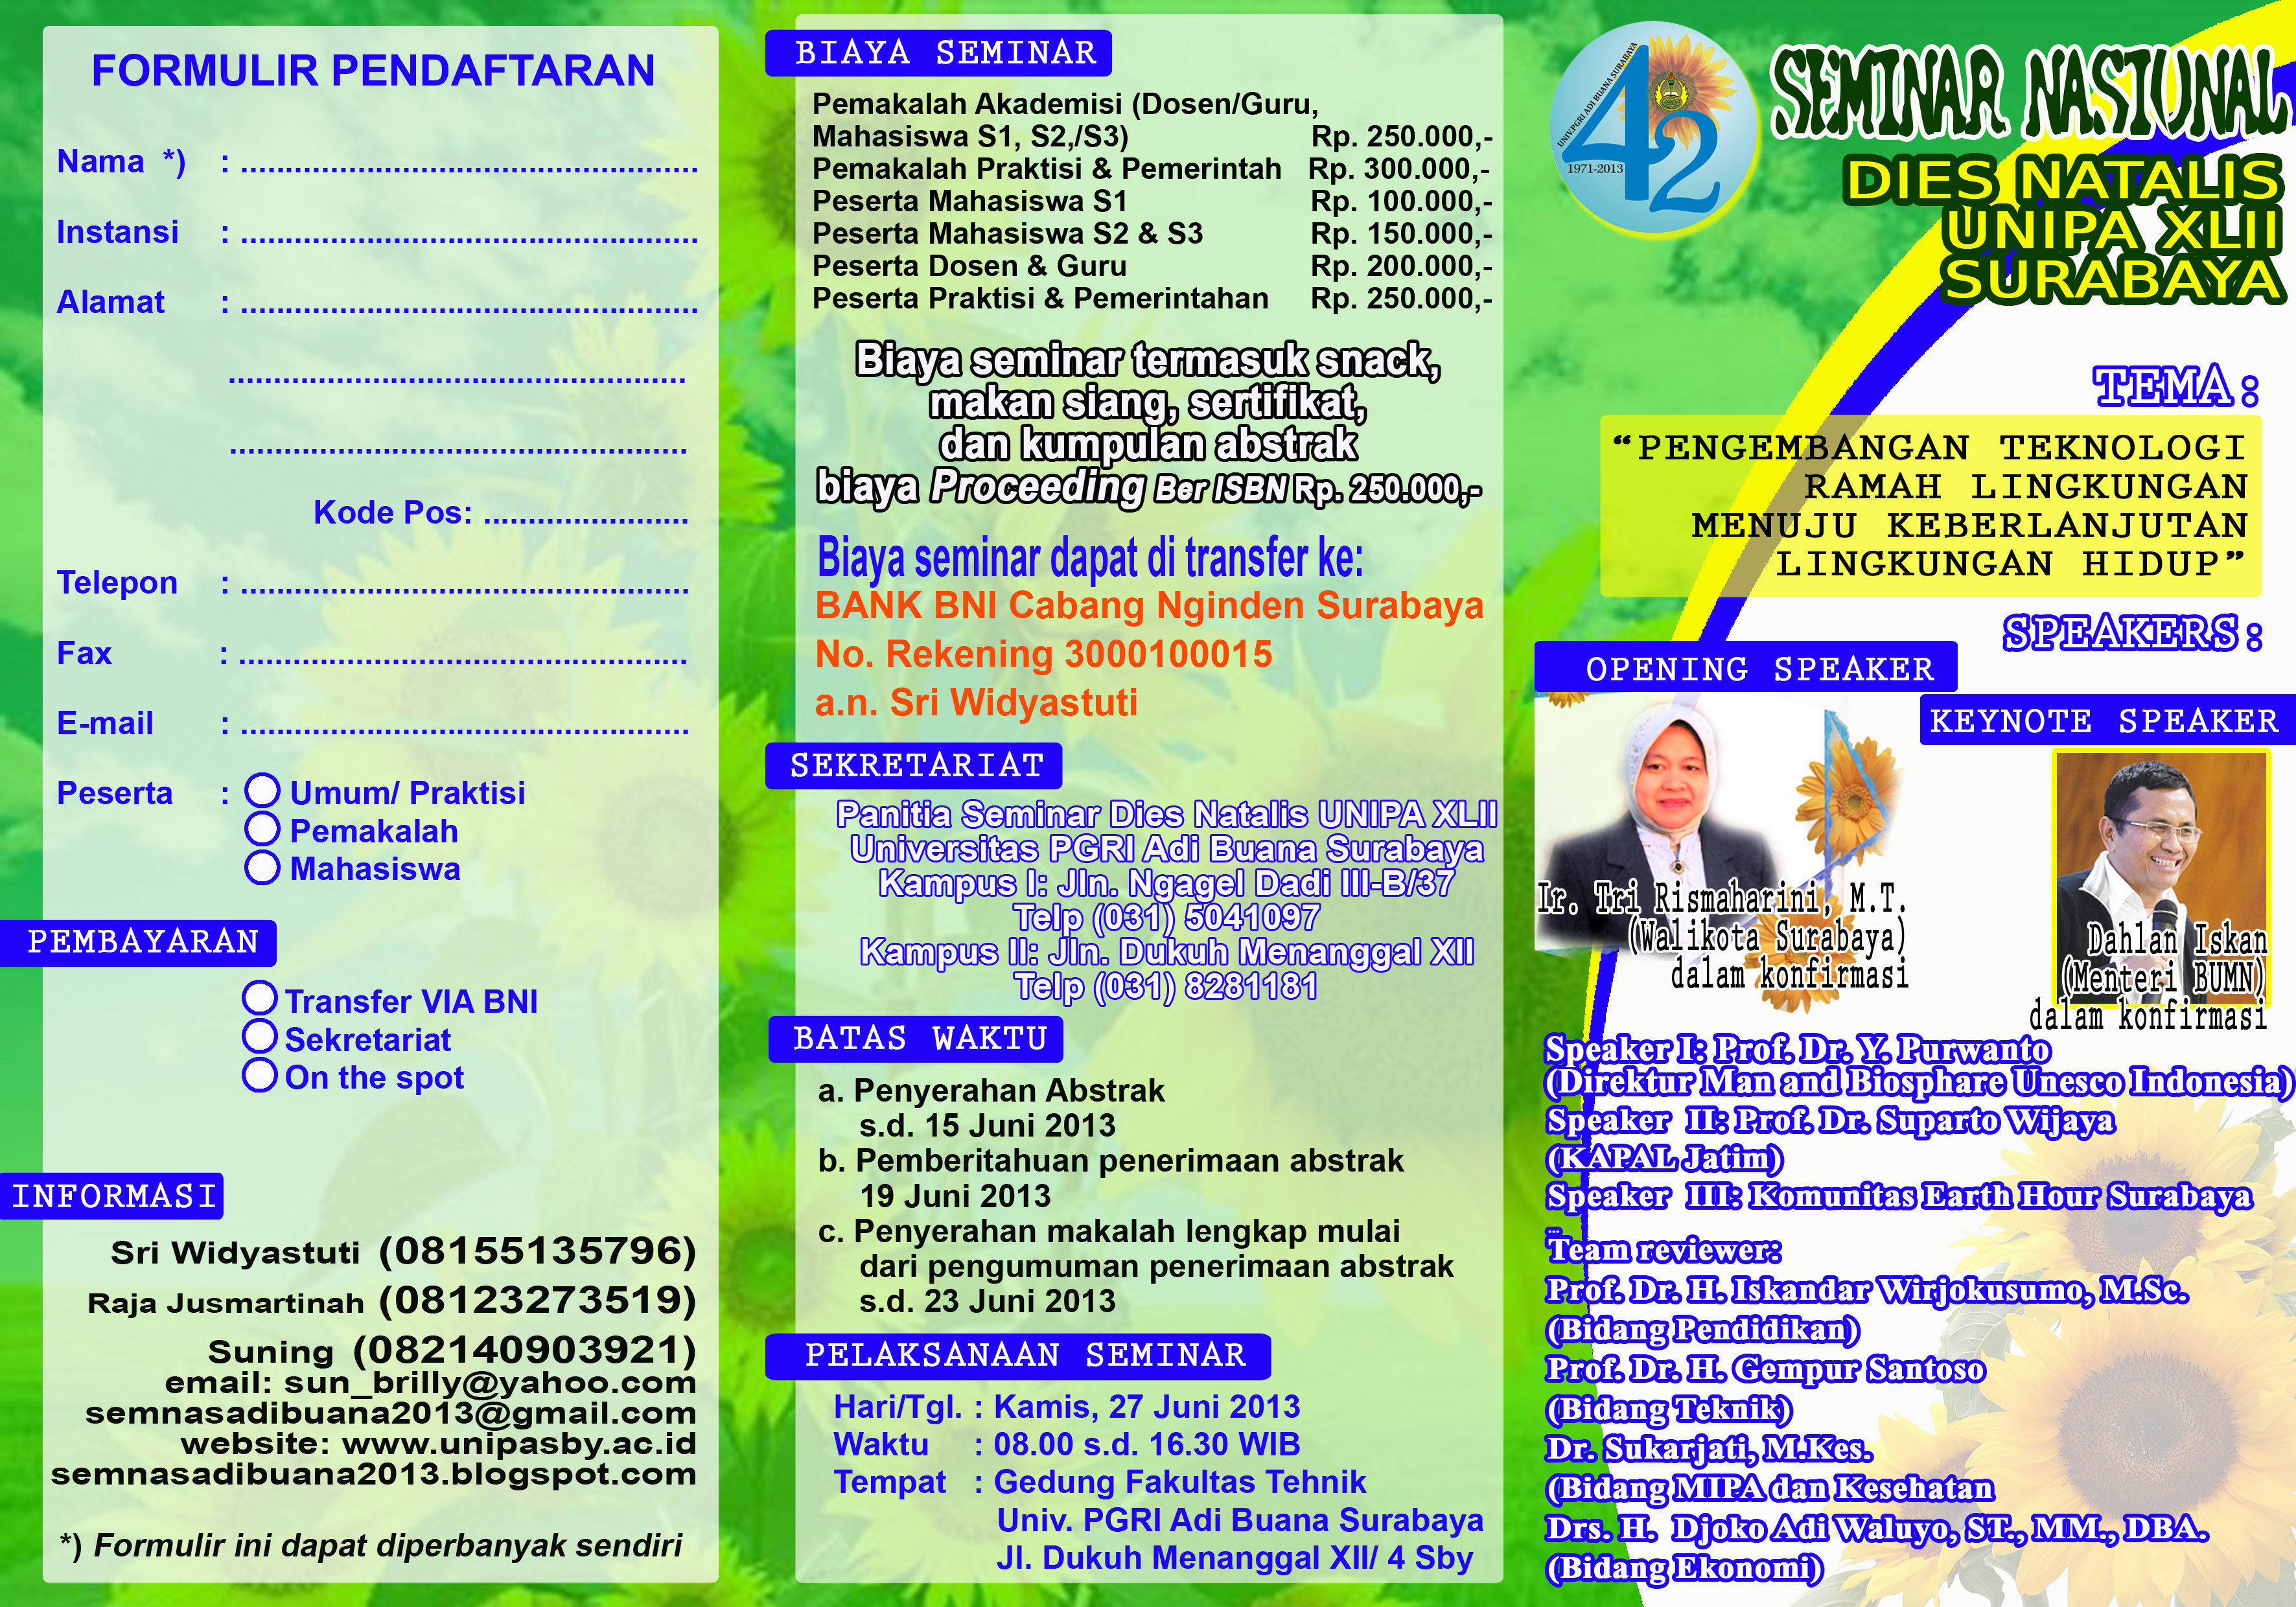 FORMULIR PENDAFTARAN
Nama *) : ...................................................
Instansi : ...................................................
Alamat : ...................................................
...................................................
...................................................
Kode Pos: .......................
Telepon : ..................................................
Fax : ..................................................
E-mail : ..................................................
Peserta : Umum/ Praktisi
Pemakalah
Mahasiswa
PEMBAYARAN
Transfer VIA BNI
Sekretariat
On the spot
INFORMASI
Sri Widyastuti (08155135796)
Raja Jusmartinah (08123273519)
Suning (082140903921)
email: sun_brilly@yahoo.com
semnasadibuana2013@gmail.com
website: www.unipasby.ac.id
semnasadibuana2013.blogspot.com
*) Formulir ini dapat diperbanyak sendiri
BIAYA SEMINAR
Pemakalah Akademisi (Dosen/Guru,
Mahasiswa S1, S2,/S3) Rp. 250.000,-
Pemakalah Praktisi & Pemerintah Rp. 300.000,-
Peserta Mahasiswa S1 Rp. 100.000,-
Peserta Mahasiswa S2 & S3 Rp. 150.000,-
Peserta Dosen & Guru Rp. 200.000,-
Peserta Praktisi & Pemerintahan Rp. 250.000,-
Biaya seminar termasuk snack,
makan siang, sertifikat,
dan kumpulan abstrak
biaya Proceeding Ber ISBN Rp. 250.000,-
Biaya seminar dapat di transfer ke:
BANK BNI Cabang Nginden Surabaya
No. Rekening 3000100015
a.n. Sri Widyastuti
SEKRETARIAT
Panitia Seminar Dies Natalis UNIPA XLII
Universitas PGRI Adi Buana Surabaya
Kampus I: Jln. Ngagel Dadi III-B/37
Telp (031) 5041097
Kampus II: Jln. Dukuh Menanggal XII
Telp (031) 8281181
BATAS WAKTU
a. Penyerahan Abstrak
s.d. 15 Juni 2013
b. Pemberitahuan penerimaan abstrak
19 Juni 2013
c. Penyerahan makalah lengkap mulai
dari pengumuman penerimaan abstrak
s.d. 23 Juni 2013
PELAKSANAAN SEMINAR
Hari/Tgl. : Kamis, 27 Juni 2013
Waktu : 08.00 s.d. 16.30 WIB
Tempat : Gedung Fakultas Tehnik
Univ. PGRI Adi Buana Surabaya
Jl. Dukuh Menanggal XII/ 4 Sby
UNIV.PGRI ADI BUANA SURABAYA
42
1971-2013
SEMINAR NASIONAL
DIES NATALIS
UNIPA XLII
SURABAYA
TEMA:
“PENGEMBANGAN TEKNOLOGI
RAMAH LINGKUNGAN
MENUJU KEBERLANJUTAN
LINGKUNGAN HIDUP”
SPEAKERS:
OPENING SPEAKER
Ir. Tri Rismaharini, M.T.
(Walikota Surabaya)
dalam konfirmasi
KEYNOTE SPEAKER
Dahlan Iskan
(Menteri BUMN)
dalam konfirmasi
Speaker I: Prof. Dr. Y. Purwanto
(Direktur Man and Biosphare Unesco Indonesia)
Speaker II: Prof. Dr. Suparto Wijaya
(KAPAL Jatim)
Speaker III: Komunitas Earth Hour Surabaya
Team reviewer:
Prof. Dr. H. Iskandar Wirjokusumo, M.Sc.
(Bidang Pendidikan)
Prof. Dr. H. Gempur Santoso
(Bidang Teknik)
Dr. Sukarjati, M.Kes.
(Bidang MIPA dan Kesehatan
Drs. H. Djoko Adi Waluyo, ST., MM., DBA.
(Bidang Ekonomi)